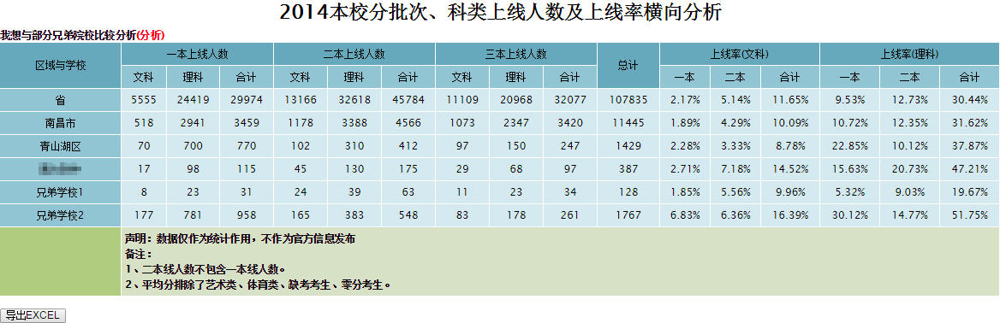 2014本校分批次、科类上线人数及上线率横向分析
我想与部分兄弟院校比较分析(分析)
区域与学校 一本上线人数 二本上线人数 三本上线人数 总计 上线率(文科) 上线率(理科)
文科 理科 合计 文科 理科 合计 文科 理科 合计 一本 二本 合计 一本 二本 合计
省 5555 24419 29974 13166 32618 45784 11109 20968 32077 107835 2.17% 5.14% 11.65% 9.53% 12.73% 30.44%
南昌市 518 2941 3459 1178 3388 4566 1073 2347 3420 11445 1.89% 4.29% 10.09% 10.72% 12.35% 31.62%
青山湖区 70 700 770 102 310 412 97 150 247 1429 2.28% 3.33% 8.78% 22.85% 10.12% 37.87%
17 98 115 45 130 175 29 68 97 387 2.71% 7.18% 14.52% 15.63% 20.73% 47.21%
兄弟学校1 8 23 31 24 39 63 11 23 34 128 1.85% 5.56% 9.96% 5.32% 9.03% 19.67%
兄弟学校2 177 781 958 165 383 548 83 178 261 1767 6.83% 6.36% 16.39% 30.12% 14.77% 51.75%
声明：数据仅作为统计作用，不作为官方信息发布
备注：
1、二本线人数不包含一本线人数。
2、平均分排除了艺术类、体育类、缺考考生、零分考生。
导出EXCEL